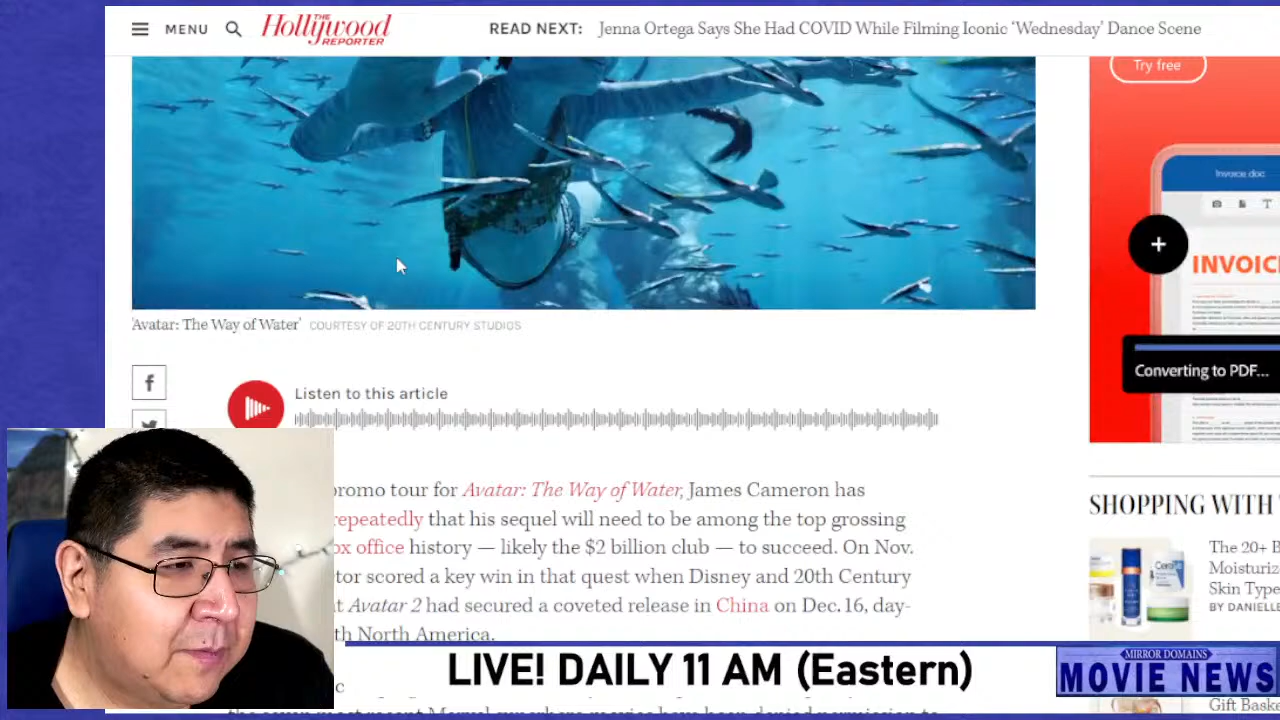 MENU
THE
Hollywood
REPORTER
READ NEXT: Jenna Ortega Says She Had COVID While Filming Iconic ‘Wednesday’ Dance Scene
Try free
Invoice.doc
INVOIC
Converting to PDF...
'Avatar: The Way of Water' COURTESY OF 20TH CENTURY STUDIOS
Listen to this article
promo tour for Avatar: The Way of Water, James Cameron has
repeatedly that his sequel will need to be among the top grossing
ox office history — likely the $2 billion club — to succeed. On Nov.
tor scored a key win in that quest when Disney and 20th Century
t Avatar 2 had secured a coveted release in China on Dec. 16, day-
th North America.
SHOPPING WITH
The 20+ B
Moisturiz
Skin Type
BY DANIELLE
LIVE! DAILY 11 AM (Eastern)
MIRROR DOMAINS
MOVIE NEWS
Gift Baske